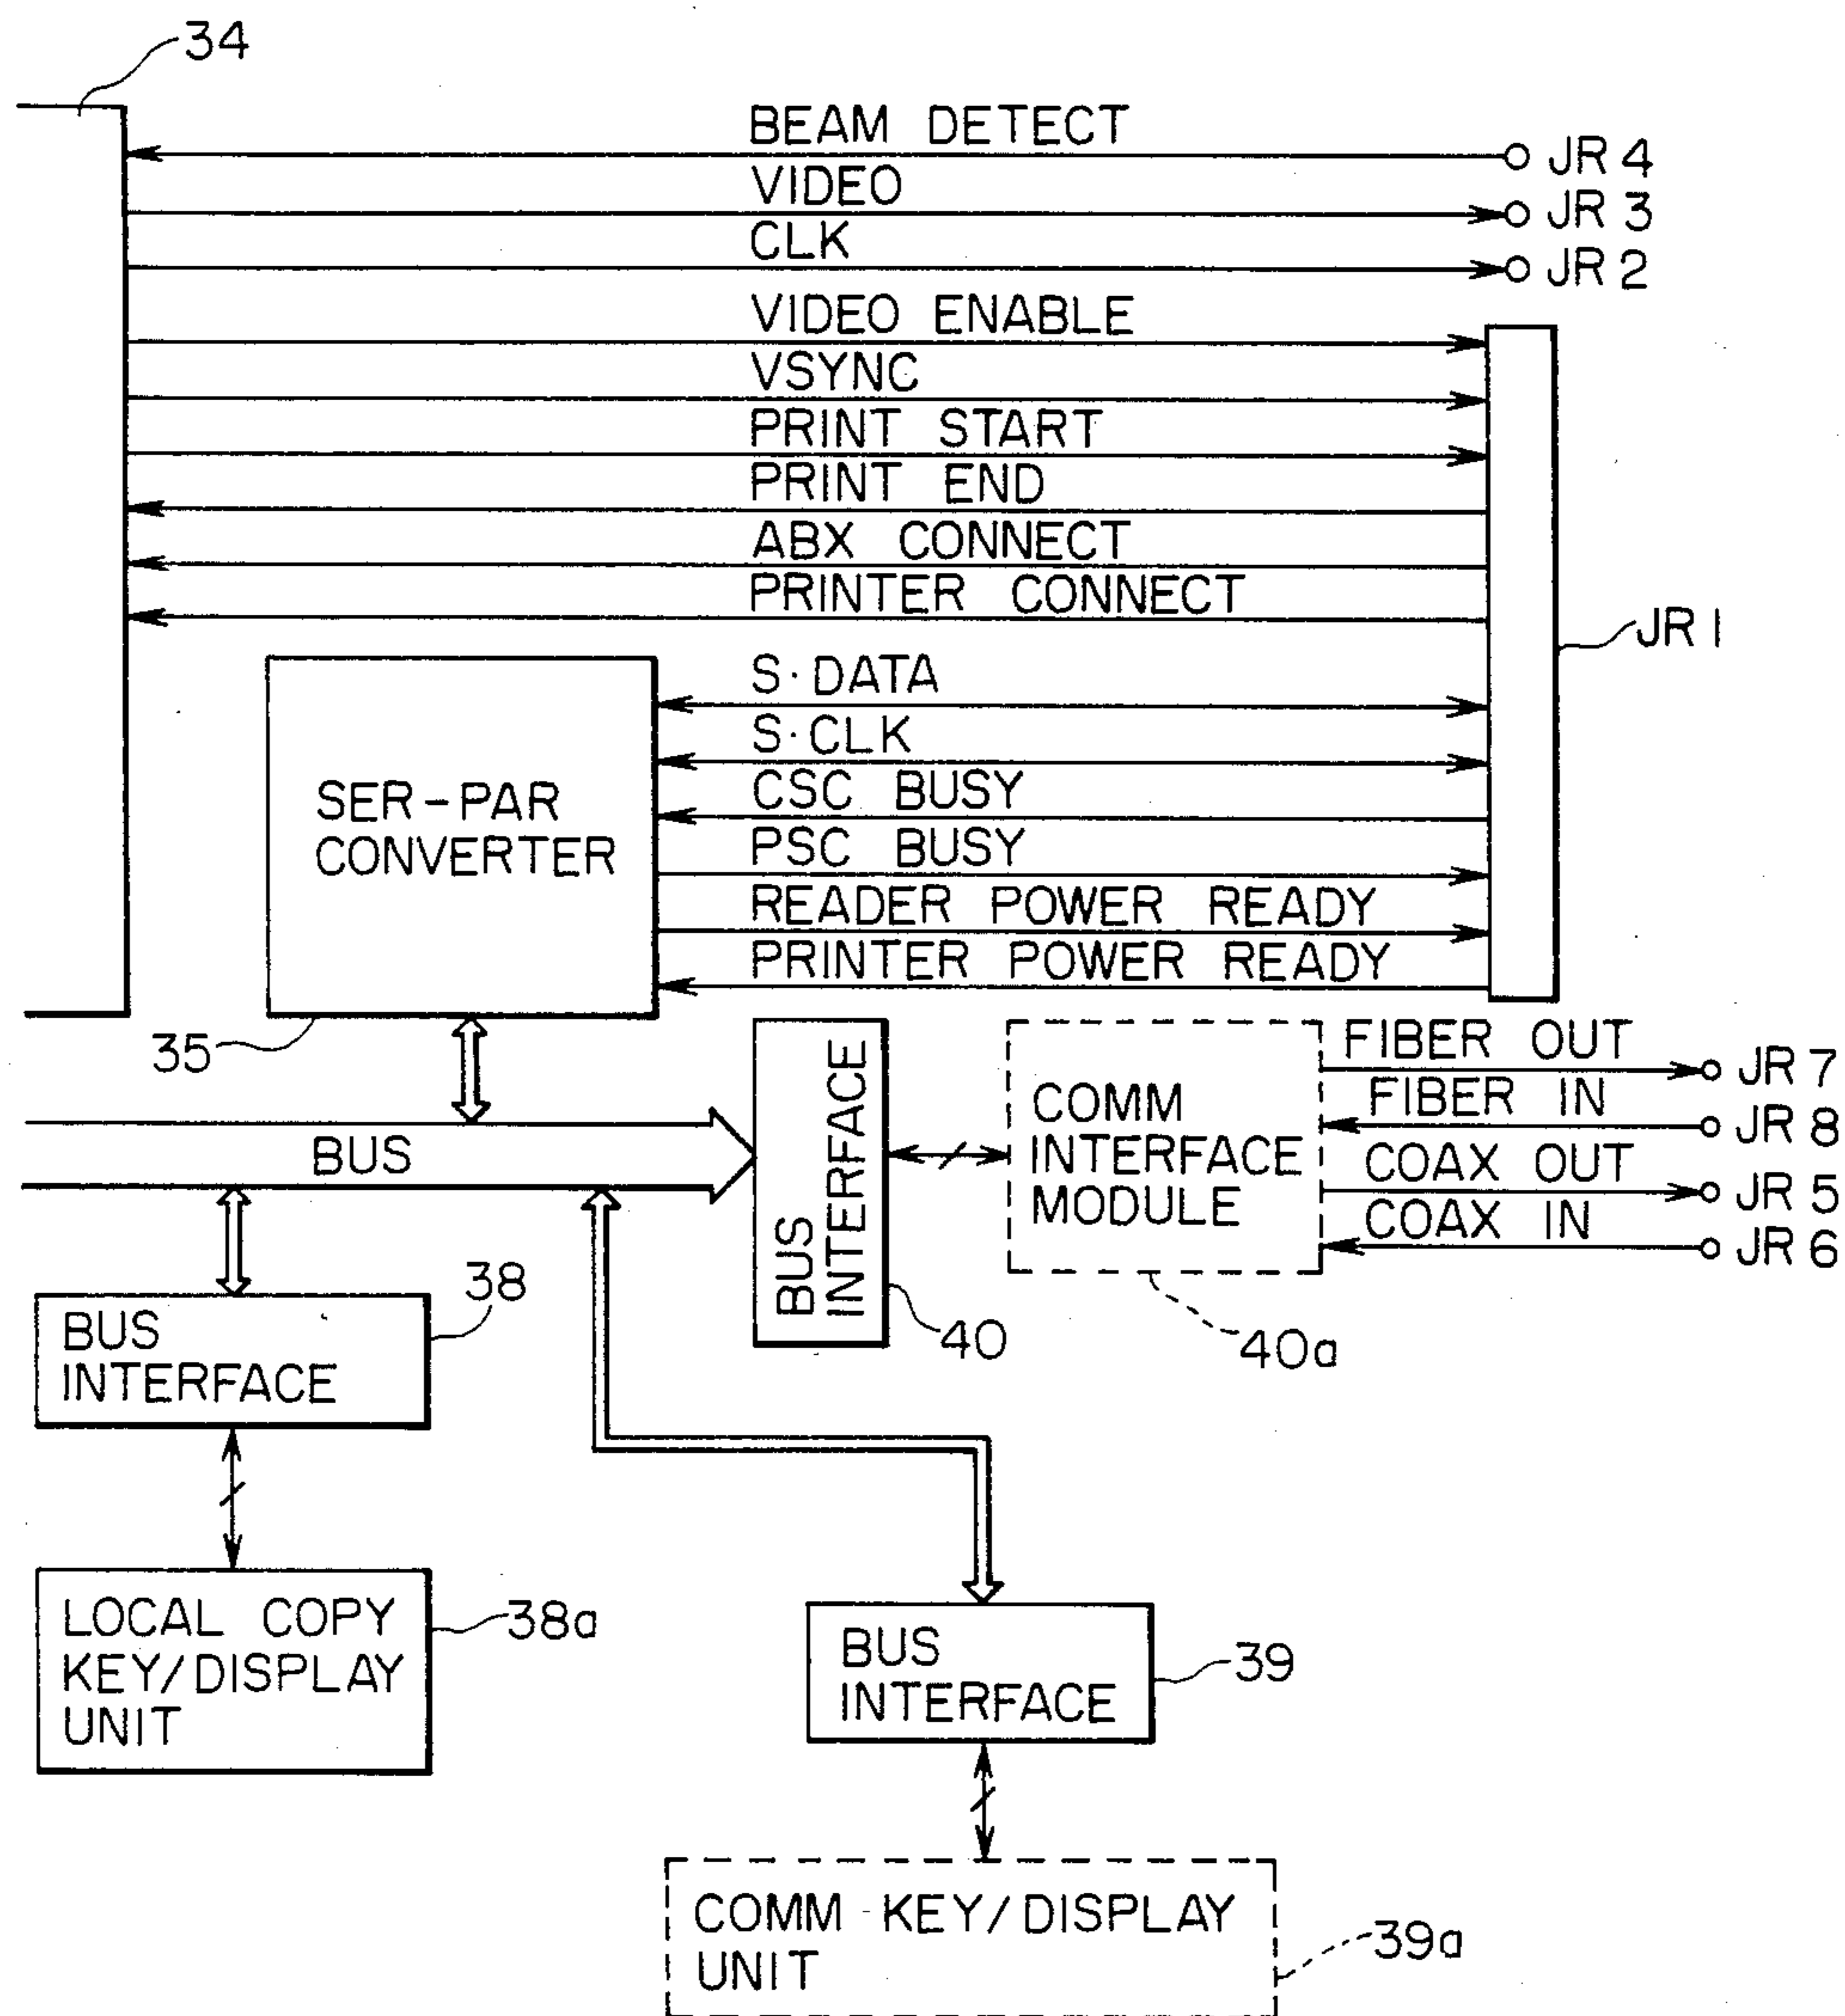 34
BEAM DETECT
JR 4
VIDEO
JR 3
CLK
JR 2
VIDEO ENABLE
VSYNC
PRINT START
PRINT END
ABX CONNECT
PRINTER CONNECT
JR 1
S·DATA
S·CLK
CSC BUSY
PSC BUSY
READER POWER READY
PRINTER POWER READY
SER-PAR
CONVERTER
35
BUS
BUS
INTERFACE
40
COMM
INTERFACE
MODULE
40a
FIBER OUT
JR 7
FIBER IN
JR 8
COAX OUT
JR 5
COAX IN
JR 6
BUS
INTERFACE
38
LOCAL COPY
KEY/DISPLAY
UNIT
38a
BUS
INTERFACE
39
COMM KEY/DISPLAY
UNIT
39a